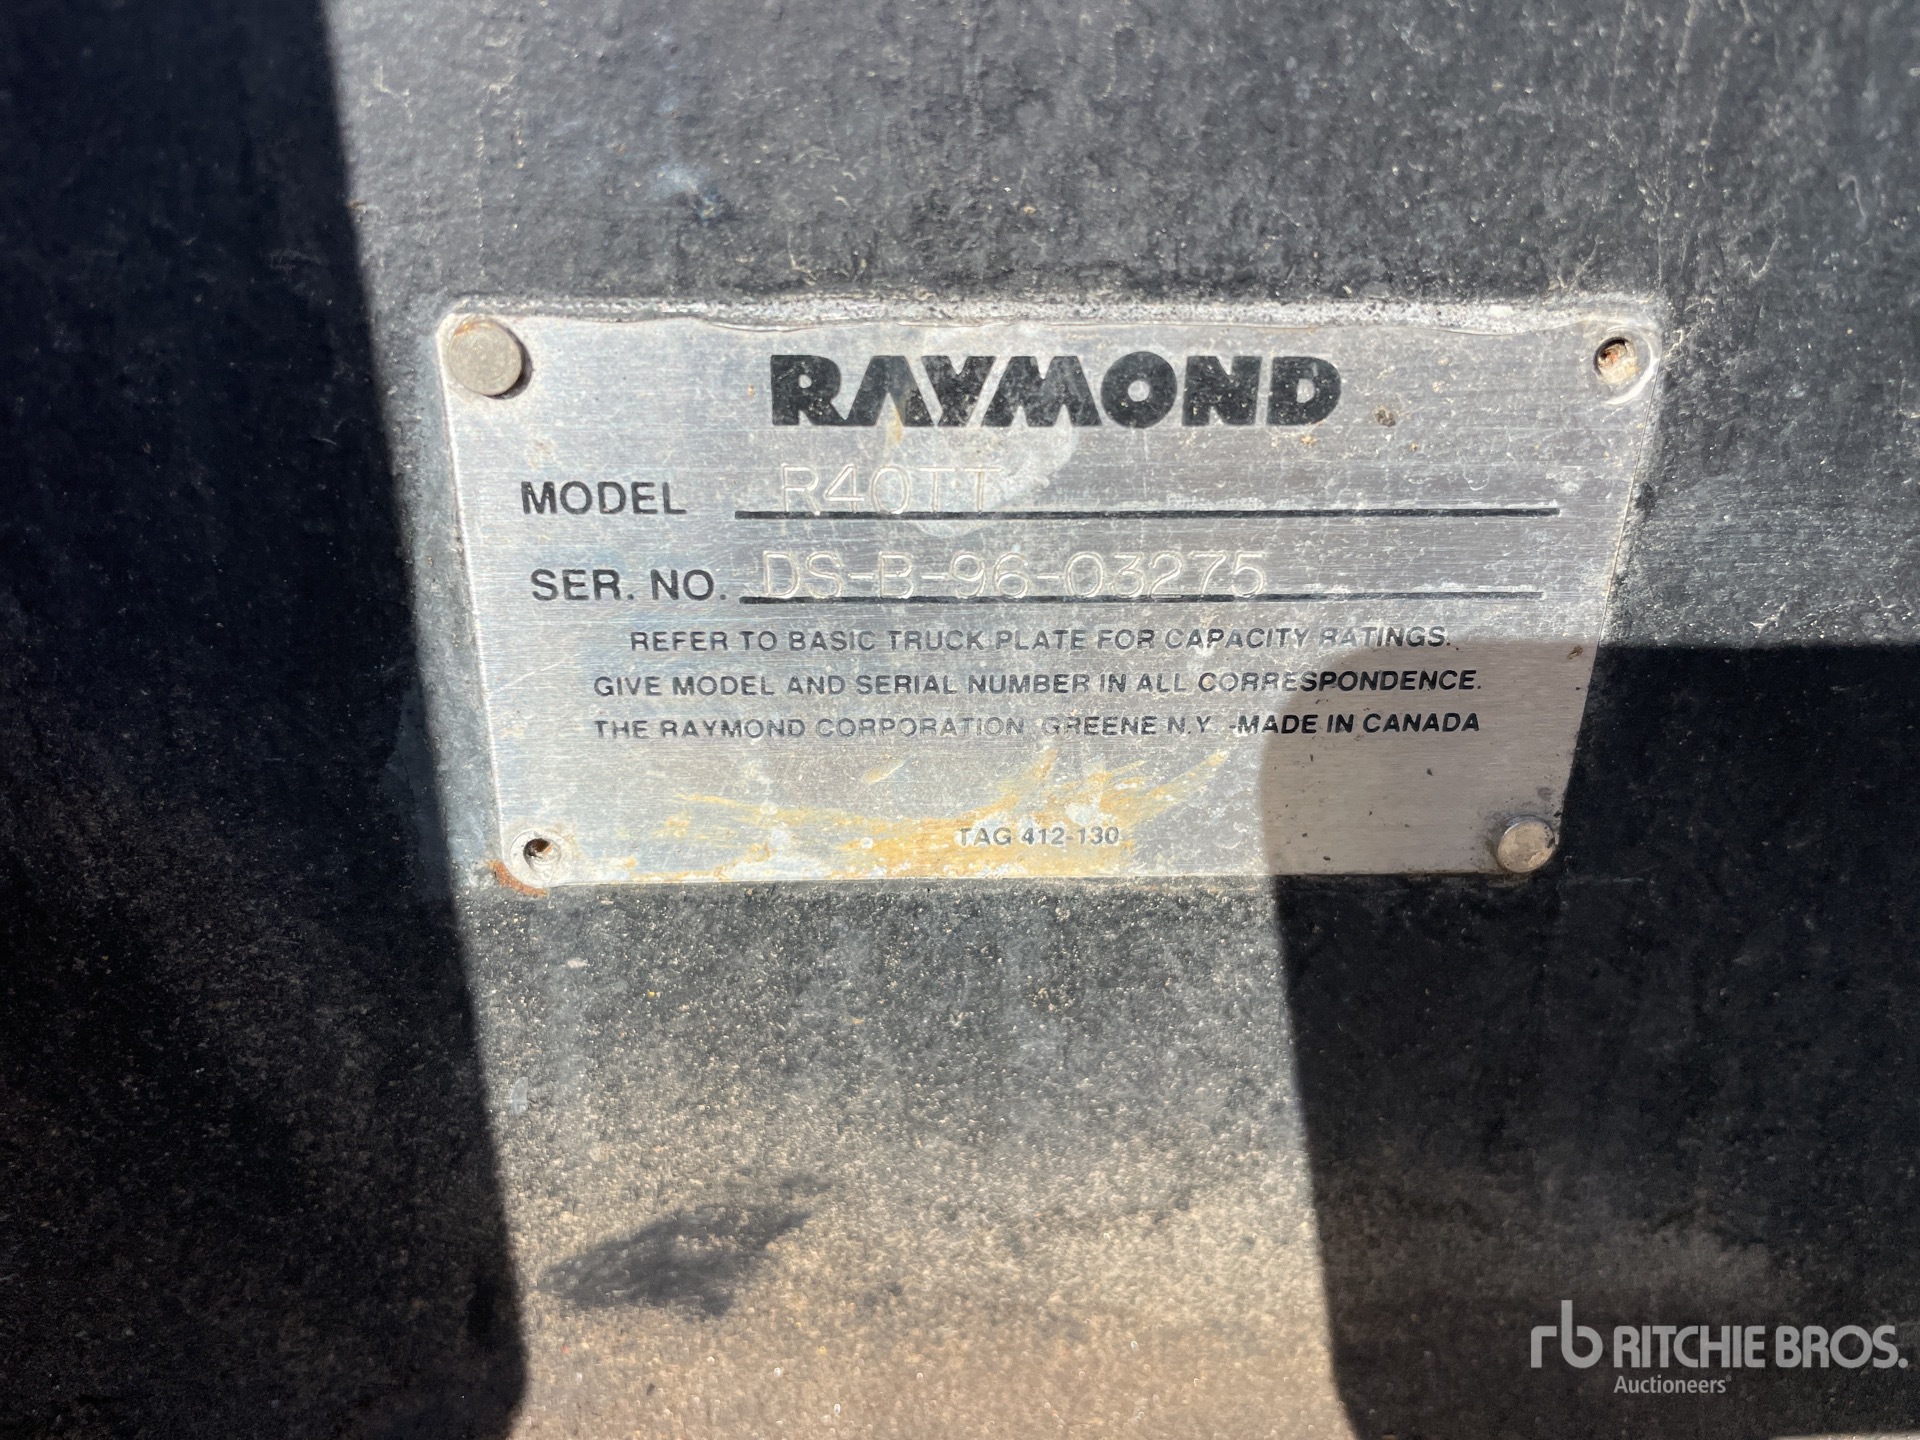 RAYMOND
MODEL R40TT
SER. NO. DS-B-96-03275
REFER TO BASIC TRUCK PLATE FOR CAPACITY RATINGS.
GIVE MODEL AND SERIAL NUMBER IN ALL CORRESPONDENCE.
THE RAYMOND CORPORATION, GREENE N.Y. -MADE IN CANADA
TAG 412-130
rb RITCHIE BROS.
Auctioneers